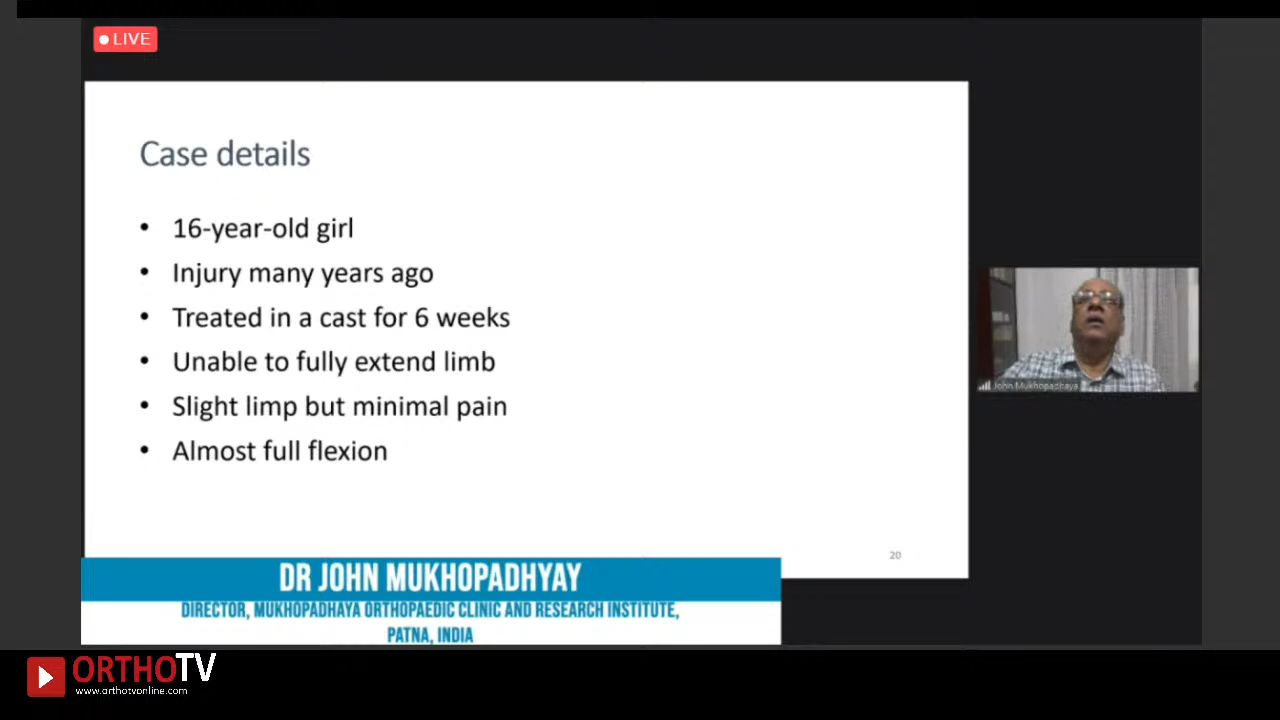 LIVE
Case details
• 16-year-old girl
• Injury many years ago
• Treated in a cast for 6 weeks
• Unable to fully extend limb
• Slight limp but minimal pain
• Almost full flexion
20
John Mukhopadhaya
DR JOHN MUKHOPADHYAY
DIRECTOR, MUKHOPADHAYA ORTHOPAEDIC CLINIC AND RESEARCH INSTITUTE,
PATNA, INDIA
ORTHOTV
www.orthotvonline.com